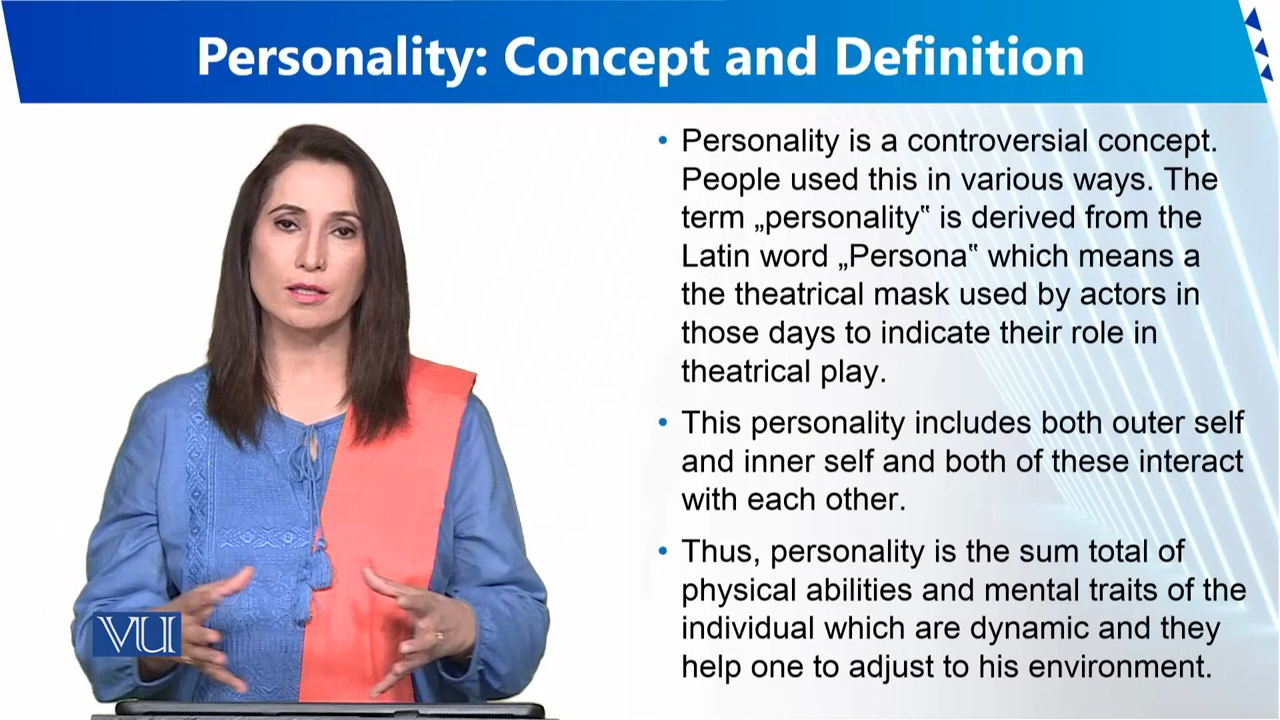 Personality: Concept and Definition
• Personality is a controversial concept.
People used this in various ways. The
term „personality‟ is derived from the
Latin word „Persona‟ which means a
the theatrical mask used by actors in
those days to indicate their role in
theatrical play.
• This personality includes both outer self
and inner self and both of these interact
with each other.
• Thus, personality is the sum total of
physical abilities and mental traits of the
individual which are dynamic and they
help one to adjust to his environment.
VU